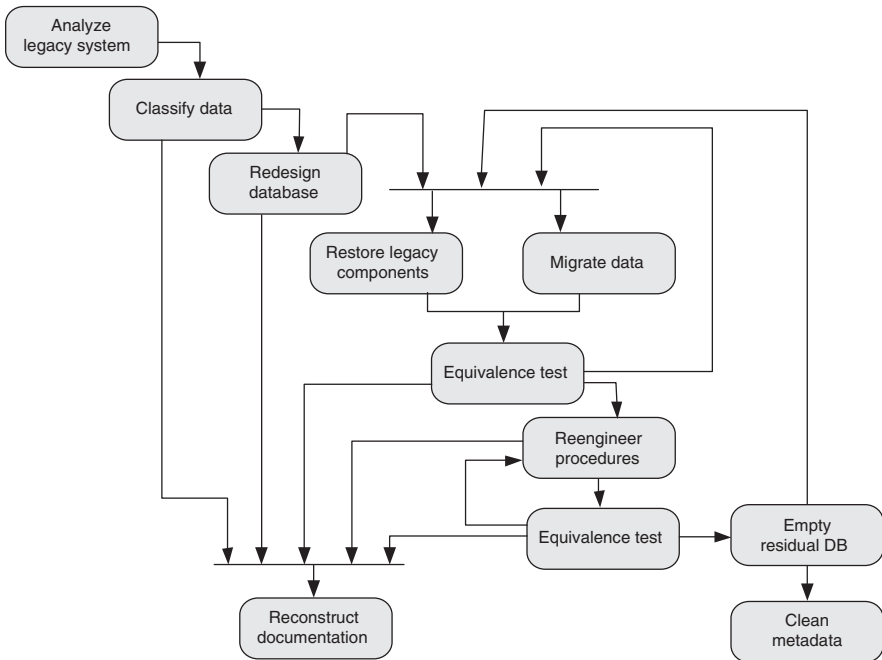 Analyze
legacy system
Classify data
Redesign
database
Restore legacy
components
Migrate data
Equivalence test
Reengineer
procedures
Equivalence test
Empty
residual DB
Reconstruct
documentation
Clean
metadata